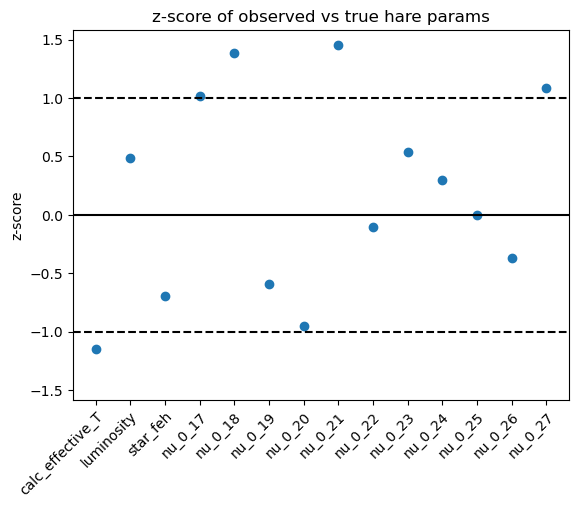 z-score of observed vs true hare params
z-score
1.5
1.0
0.5
0.0
−0.5
−1.0
−1.5
calc_effective_T
luminosity
star_feh
nu_0_17
nu_0_18
nu_0_19
nu_0_20
nu_0_21
nu_0_22
nu_0_23
nu_0_24
nu_0_25
nu_0_26
nu_0_27